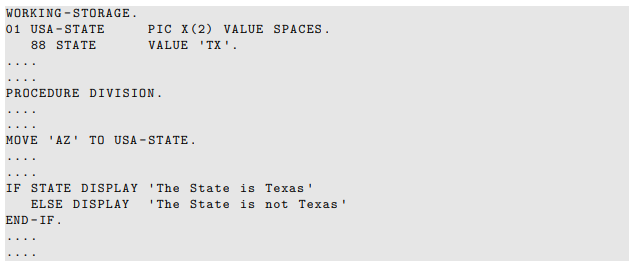 WORKING-STORAGE.
01 USA-STATE     PIC X(2) VALUE SPACES.
   88 STATE      VALUE 'TX'.
....
....
PROCEDURE DIVISION.
....
....
MOVE 'AZ' TO USA-STATE.
....
....
IF STATE DISPLAY 'The State is Texas'
   ELSE DISPLAY  'The State is not Texas'
END-IF.
....
....